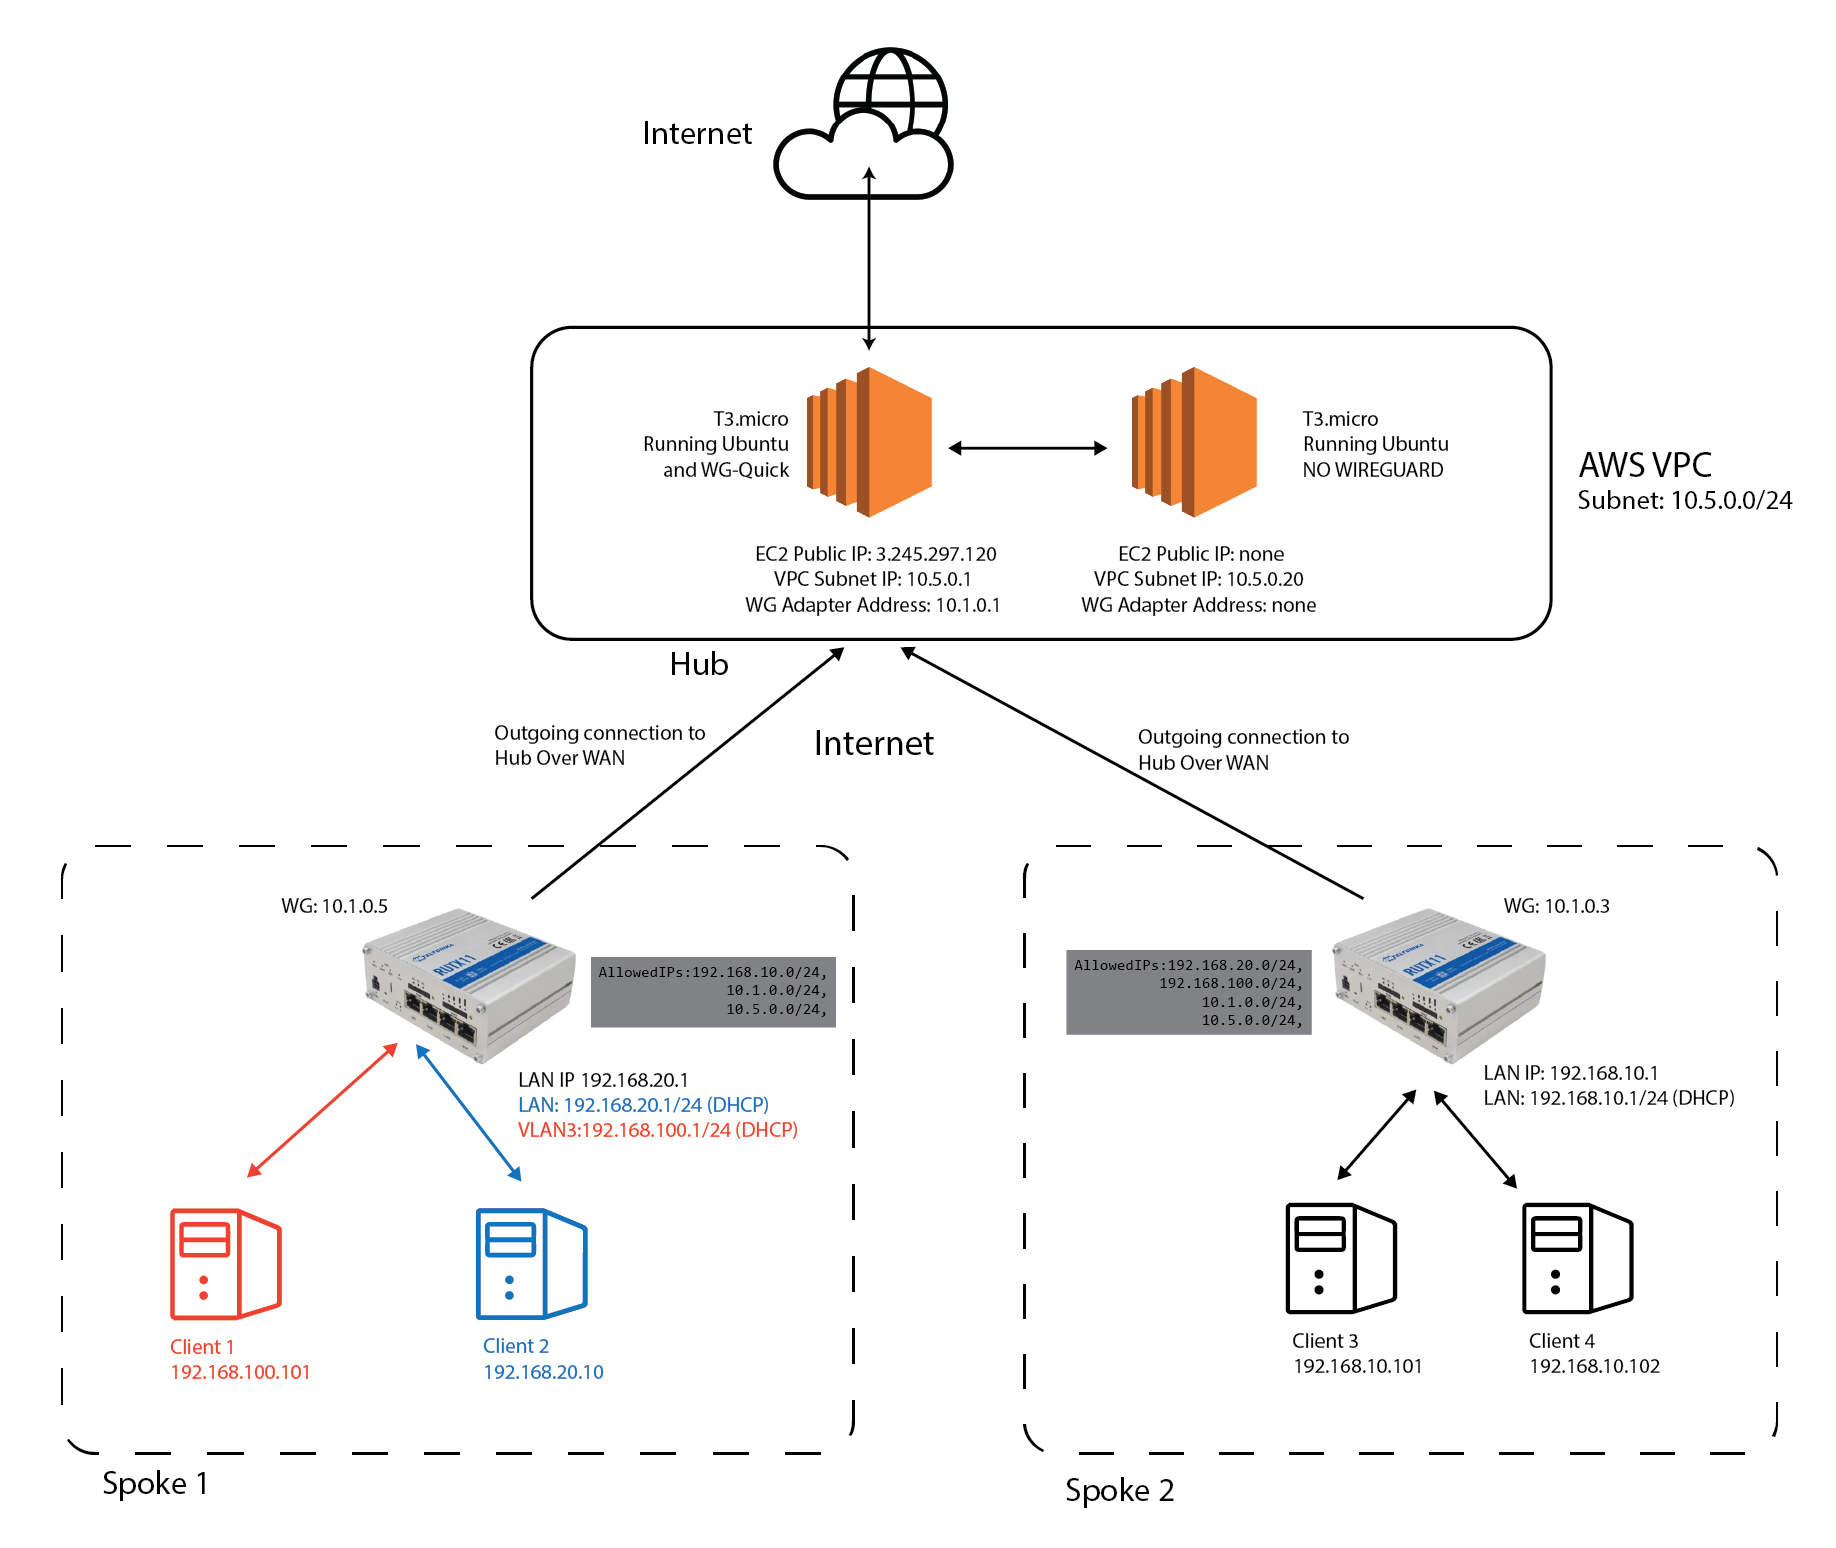 Internet
T3.micro
Running Ubuntu
and WG-Quick
T3.micro
Running Ubuntu
NO WIREGUARD
AWS VPC
Subnet: 10.5.0.0/24
EC2 Public IP: 3.245.297.120
VPC Subnet IP: 10.5.0.1
WG Adapter Address: 10.1.0.1
EC2 Public IP: none
VPC Subnet IP: 10.5.0.20
WG Adapter Address: none
Hub
Outgoing connection to
Hub Over WAN
Internet
Outgoing connection to
Hub Over WAN
WG: 10.1.0.5
TELTONIKA
RUTX11
AllowedIPs:192.168.10.0/24,
10.1.0.0/24,
10.5.0.0/24,
LAN IP 192.168.20.1
LAN: 192.168.20.1/24 (DHCP)
VLAN3:192.168.100.1/24 (DHCP)
Client 1
192.168.100.101
Client 2
192.168.20.10
Spoke 1
WG: 10.1.0.3
TELTONIKA
RUTX11
AllowedIPs:192.168.20.0/24,
192.168.100.0/24,
10.1.0.0/24,
10.5.0.0/24,
LAN IP: 192.168.10.1
LAN: 192.168.10.1/24 (DHCP)
Client 3
192.168.10.101
Client 4
192.168.10.102
Spoke 2